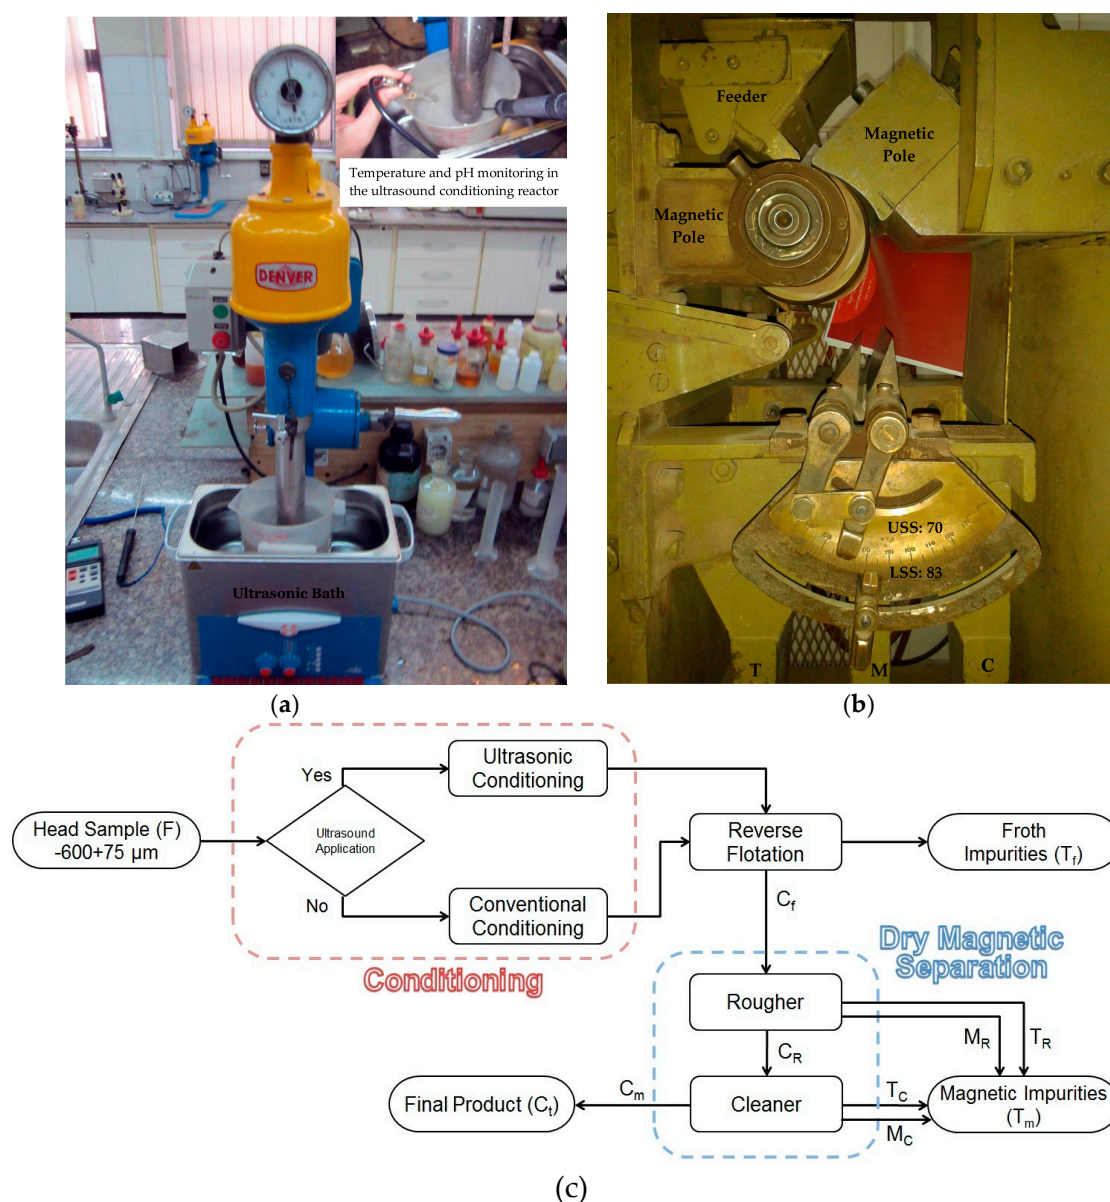 DENVER
Temperature and pH monitoring in
the ultrasound conditioning reactor
Ultrasonic Bath
(a)
Feeder
Magnetic
Pole
Magnetic
Pole
USS: 70
LSS: 83
T
M
C
(b)
Head Sample (F)
-600+75 µm
Ultrasound
Application
Yes
No
Ultrasonic
Conditioning
Conventional
Conditioning
Conditioning
Reverse
Flotation
Froth
Impurities (Tf)
Cf
Dry Magnetic
Separation
Rougher
MR
TR
CR
Cleaner
Cm
Final Product (Ct)
TC
MC
Magnetic Impurities
(Tm)
(c)